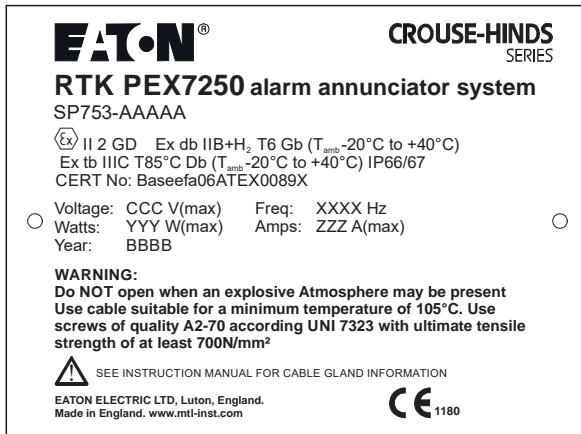 EATON®
CROUSE-HINDS
SERIES
RTK PEX7250 alarm annunciator system
SP753-AAAAA
Ex II 2 GD Ex db IIB+H₂ T6 Gb (Tamb -20°C to +40°C)
Ex tb IIIC T85°C Db (Tamb -20°C to +40°C) IP66/67
CERT No: Baseefa06ATEX0089X
Voltage: CCC V(max) Freq: XXXX Hz
Watts: YYY W(max) Amps: ZZZ A(max)
Year: BBBB
WARNING:
Do NOT open when an explosive Atmosphere may be present
Use cable suitable for a minimum temperature of 105°C. Use
screws of quality A2-70 according UNI 7323 with ultimate tensile
strength of at least 700N/mm²
SEE INSTRUCTION MANUAL FOR CABLE GLAND INFORMATION
EATON ELECTRIC LTD, Luton, England.
Made in England. www.mtl-inst.com
CE 1180